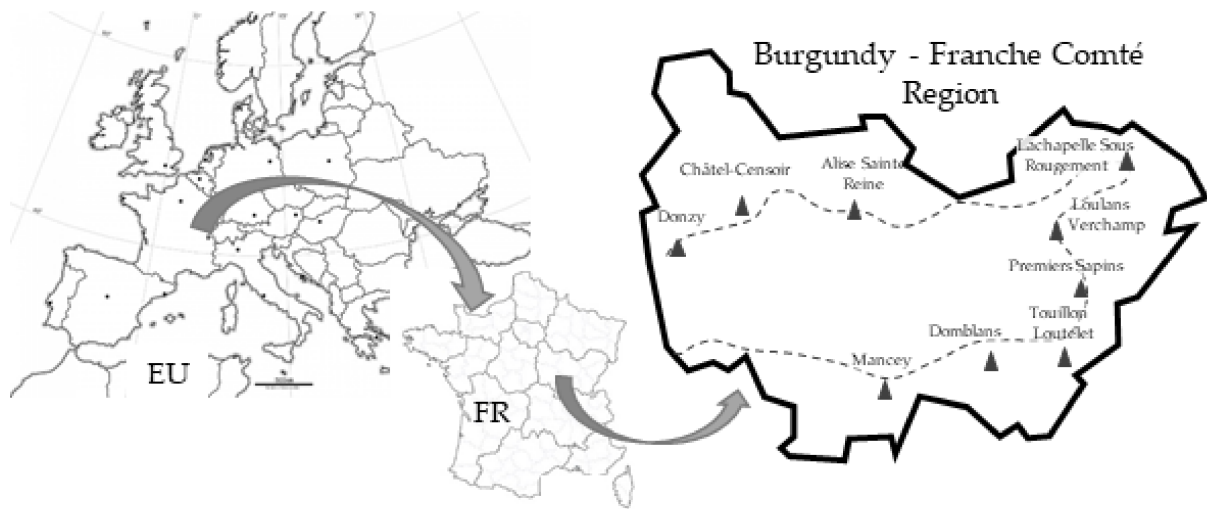 Burgundy - Franche Comté
Region
Lachapelle Sous
Rougement
Châtel-Censoir
Alise Sainte
Reine
Donzy
Loulans
Verchamp
Premiers Sapins
Touillon
Loutelet
Domblans
Mancey
EU
FR